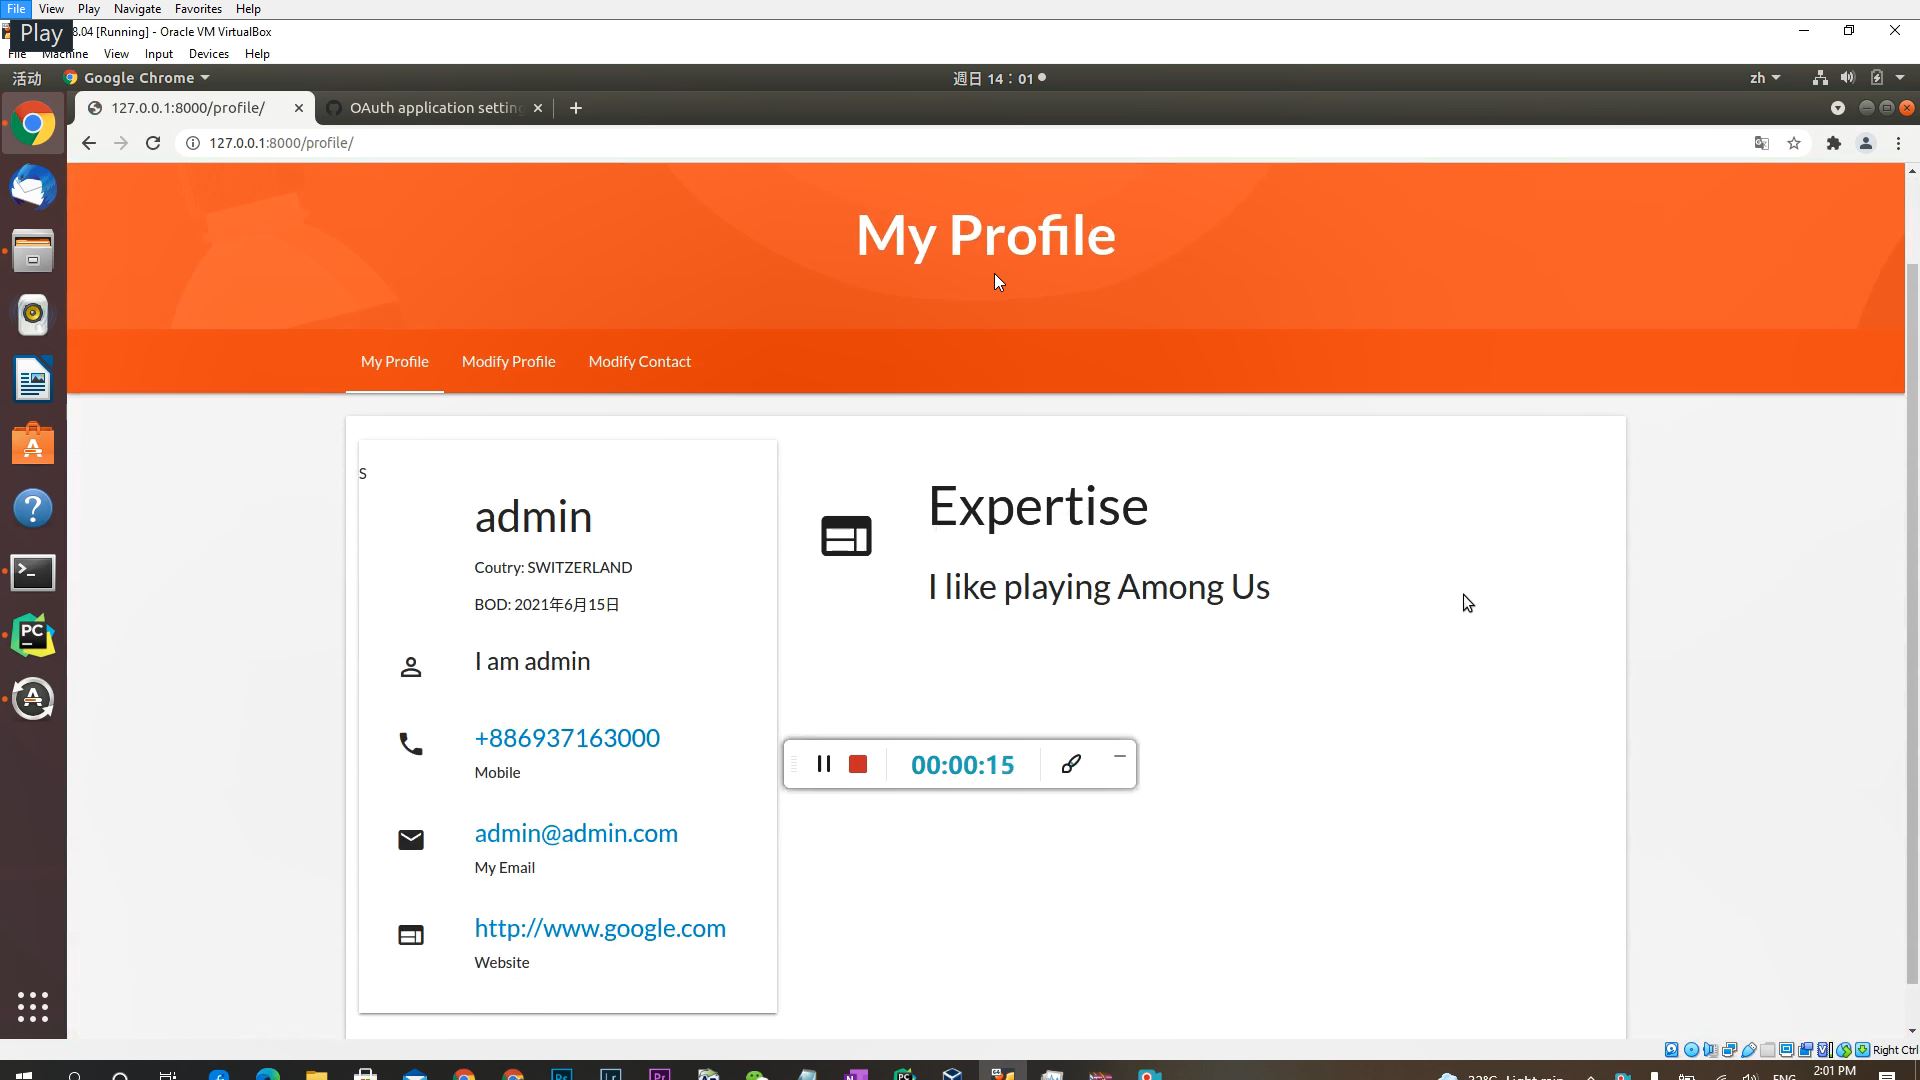 File View Play Navigate Favorites Help
Play
8.04 [Running] - Oracle VM VirtualBox
File Machine View Input Devices Help
活动 Google Chrome 週日 14：01 zh
127.0.0.1:8000/profile/ OAuth application setting
127.0.0.1:8000/profile/
My Profile
My Profile Modify Profile Modify Contact
s
admin
Coutry: SWITZERLAND
BOD: 2021年6月15日
I am admin
+886937163000
Mobile
admin@admin.com
My Email
http://www.google.com
Website
Expertise
I like playing Among Us
00:00:15
Right Ctrl
2:01 PM